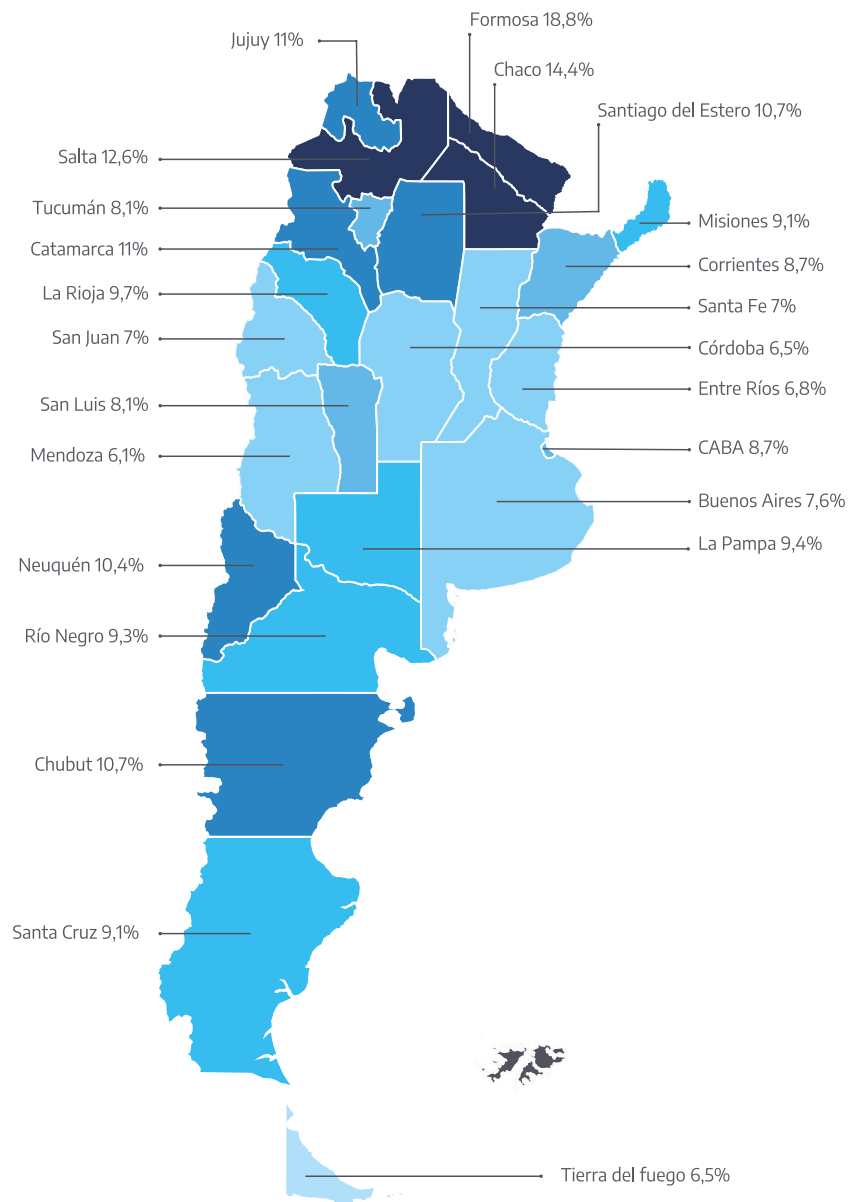 Formosa 18,8%
Jujuy 11%
Chaco 14,4%
Santiago del Estero 10,7%
Salta 12,6%
Tucumán 8,1%
Misiones 9,1%
Catamarca 11%
Corrientes 8,7%
La Rioja 9,7%
Santa Fe 7%
San Juan 7%
Córdoba 6,5%
Entre Ríos 6,8%
San Luis 8,1%
CABA 8,7%
Mendoza 6,1%
Buenos Aires 7,6%
La Pampa 9,4%
Neuquén 10,4%
Río Negro 9,3%
Chubut 10,7%
Santa Cruz 9,1%
Tierra del fuego 6,5%